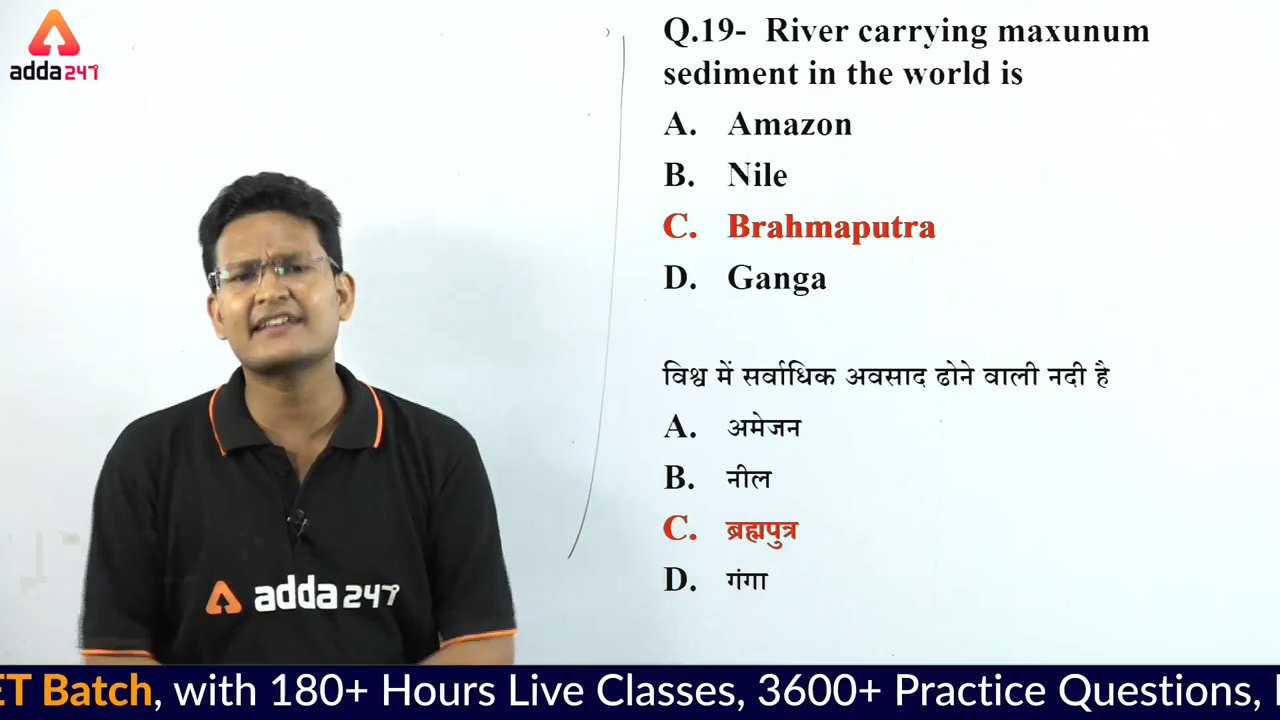 adda247
Q.19- River carrying maxunum
sediment in the world is
A. Amazon
B. Nile
C. Brahmaputra
D. Ganga
विश्व में सर्वाधिक अवसाद ढोने वाली नदी है
A. अमेजन
B. नील
C. ब्रह्मपुत्र
D. गंगा
adda247
ET Batch, with 180+ Hours Live Classes, 3600+ Practice Questions,